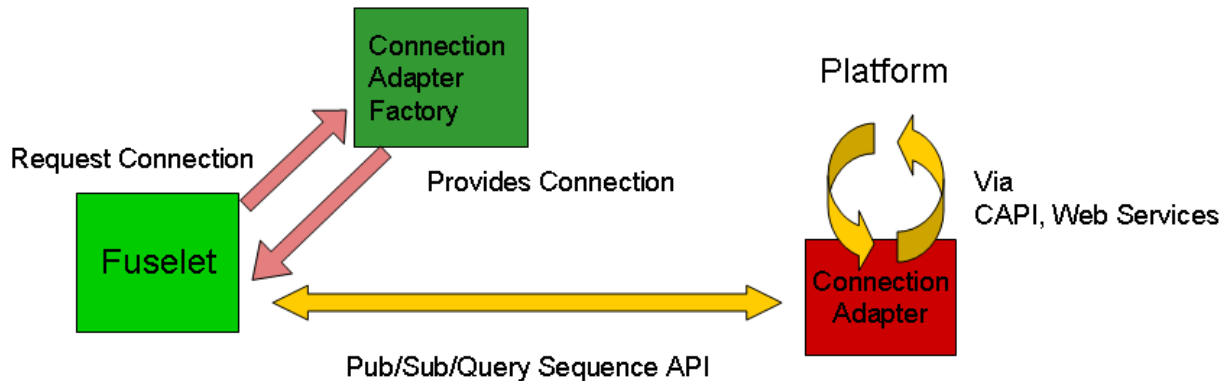 Connection
Adapter
Factory
Platform
Request Connection
Provides Connection
Via
CAPI, Web Services
Fuselet
Connection
Adapter
Pub/Sub/Query Sequence API